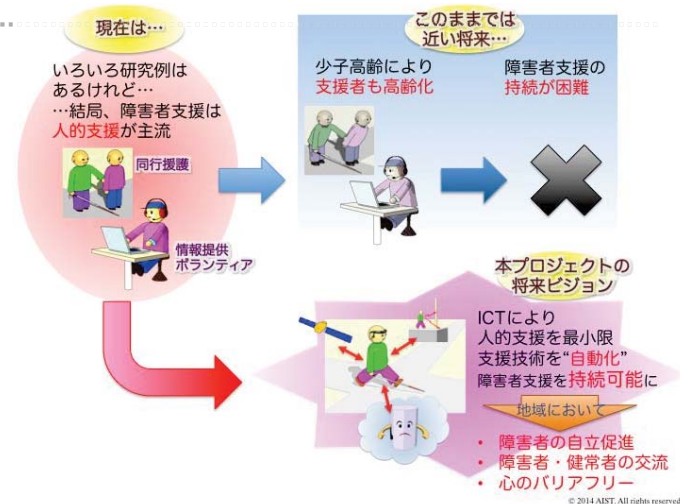 現在は…
いろいろ研究例は
あるけれど…
…結局、障害者支援は
人的支援が主流
同行援護
情報提供
ボランティア
このままでは
近い将来…
少子高齢により
支援者も高齢化
障害者支援の
持続が困難
本プロジェクトの
将来ビジョン
ICTにより
人的支援を最小限
支援技術を“自動化”
障害者支援を持続可能に
地域において
• 障害者の自立促進
• 障害者・健常者の交流
• 心のバリアフリー
© 2014 AIST. All rights reserved